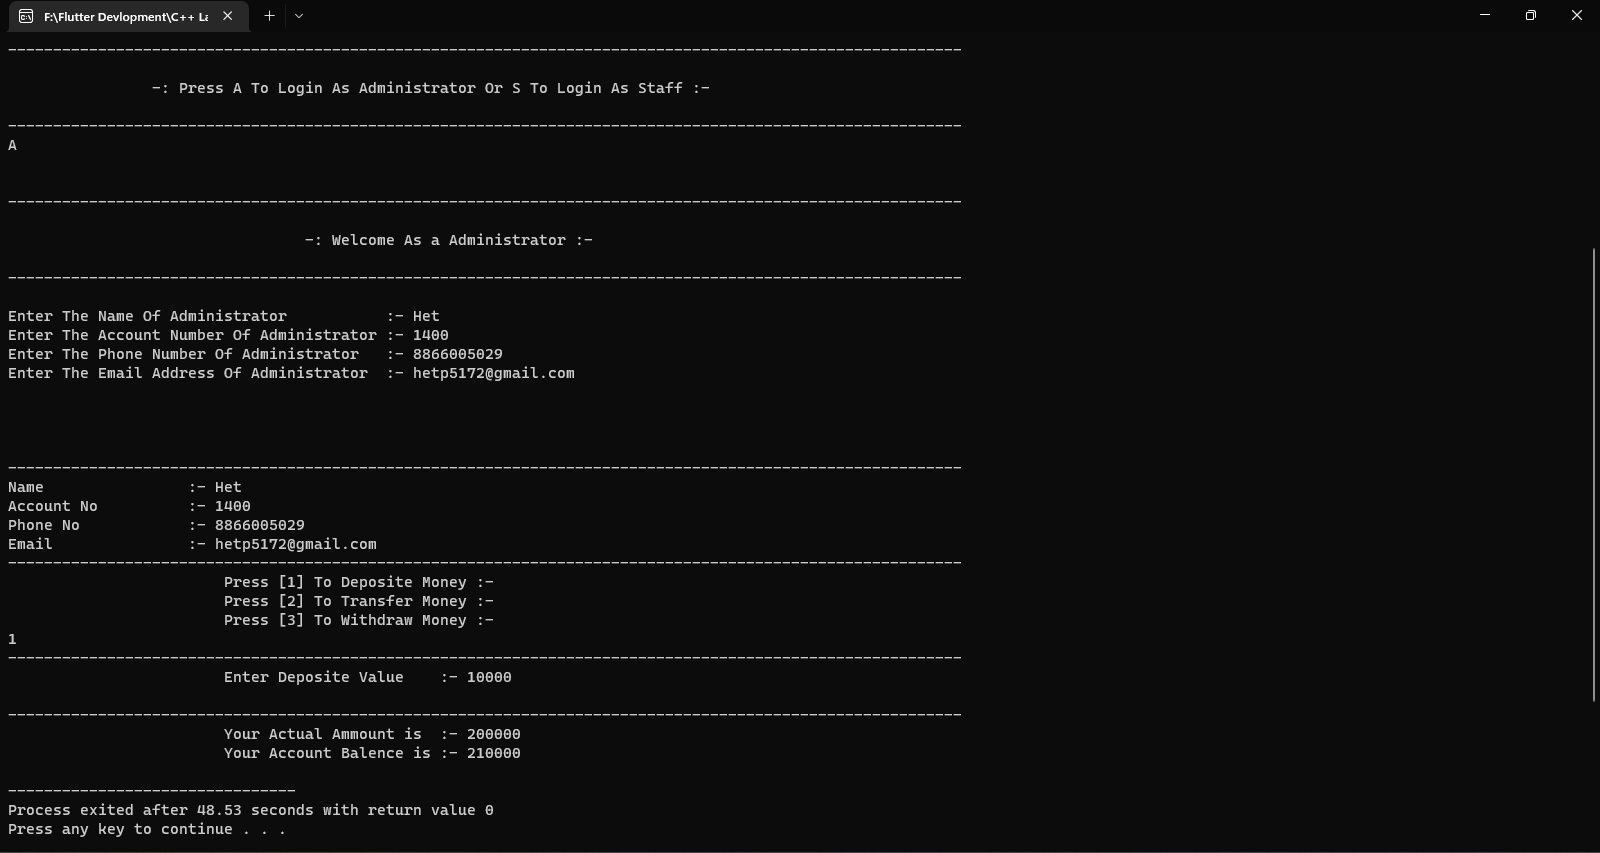 F:\Flutter Devlopment\C++ La
-: Press A To Login As Administrator Or S To Login As Staff :-
A
-: Welcome As a Administrator :-
Enter The Name Of Administrator :- Het
Enter The Account Number Of Administrator :- 1400
Enter The Phone Number Of Administrator :- 8866005029
Enter The Email Address Of Administrator :- hetp5172@gmail.com
Name :- Het
Account No :- 1400
Phone No :- 8866005029
Email :- hetp5172@gmail.com
Press [1] To Deposite Money :-
Press [2] To Transfer Money :-
Press [3] To Withdraw Money :-
1
Enter Deposite Value :- 10000
Your Actual Ammount is :- 200000
Your Account Balence is :- 210000
--------------------------------
Process exited after 48.53 seconds with return value 0
Press any key to continue . . .